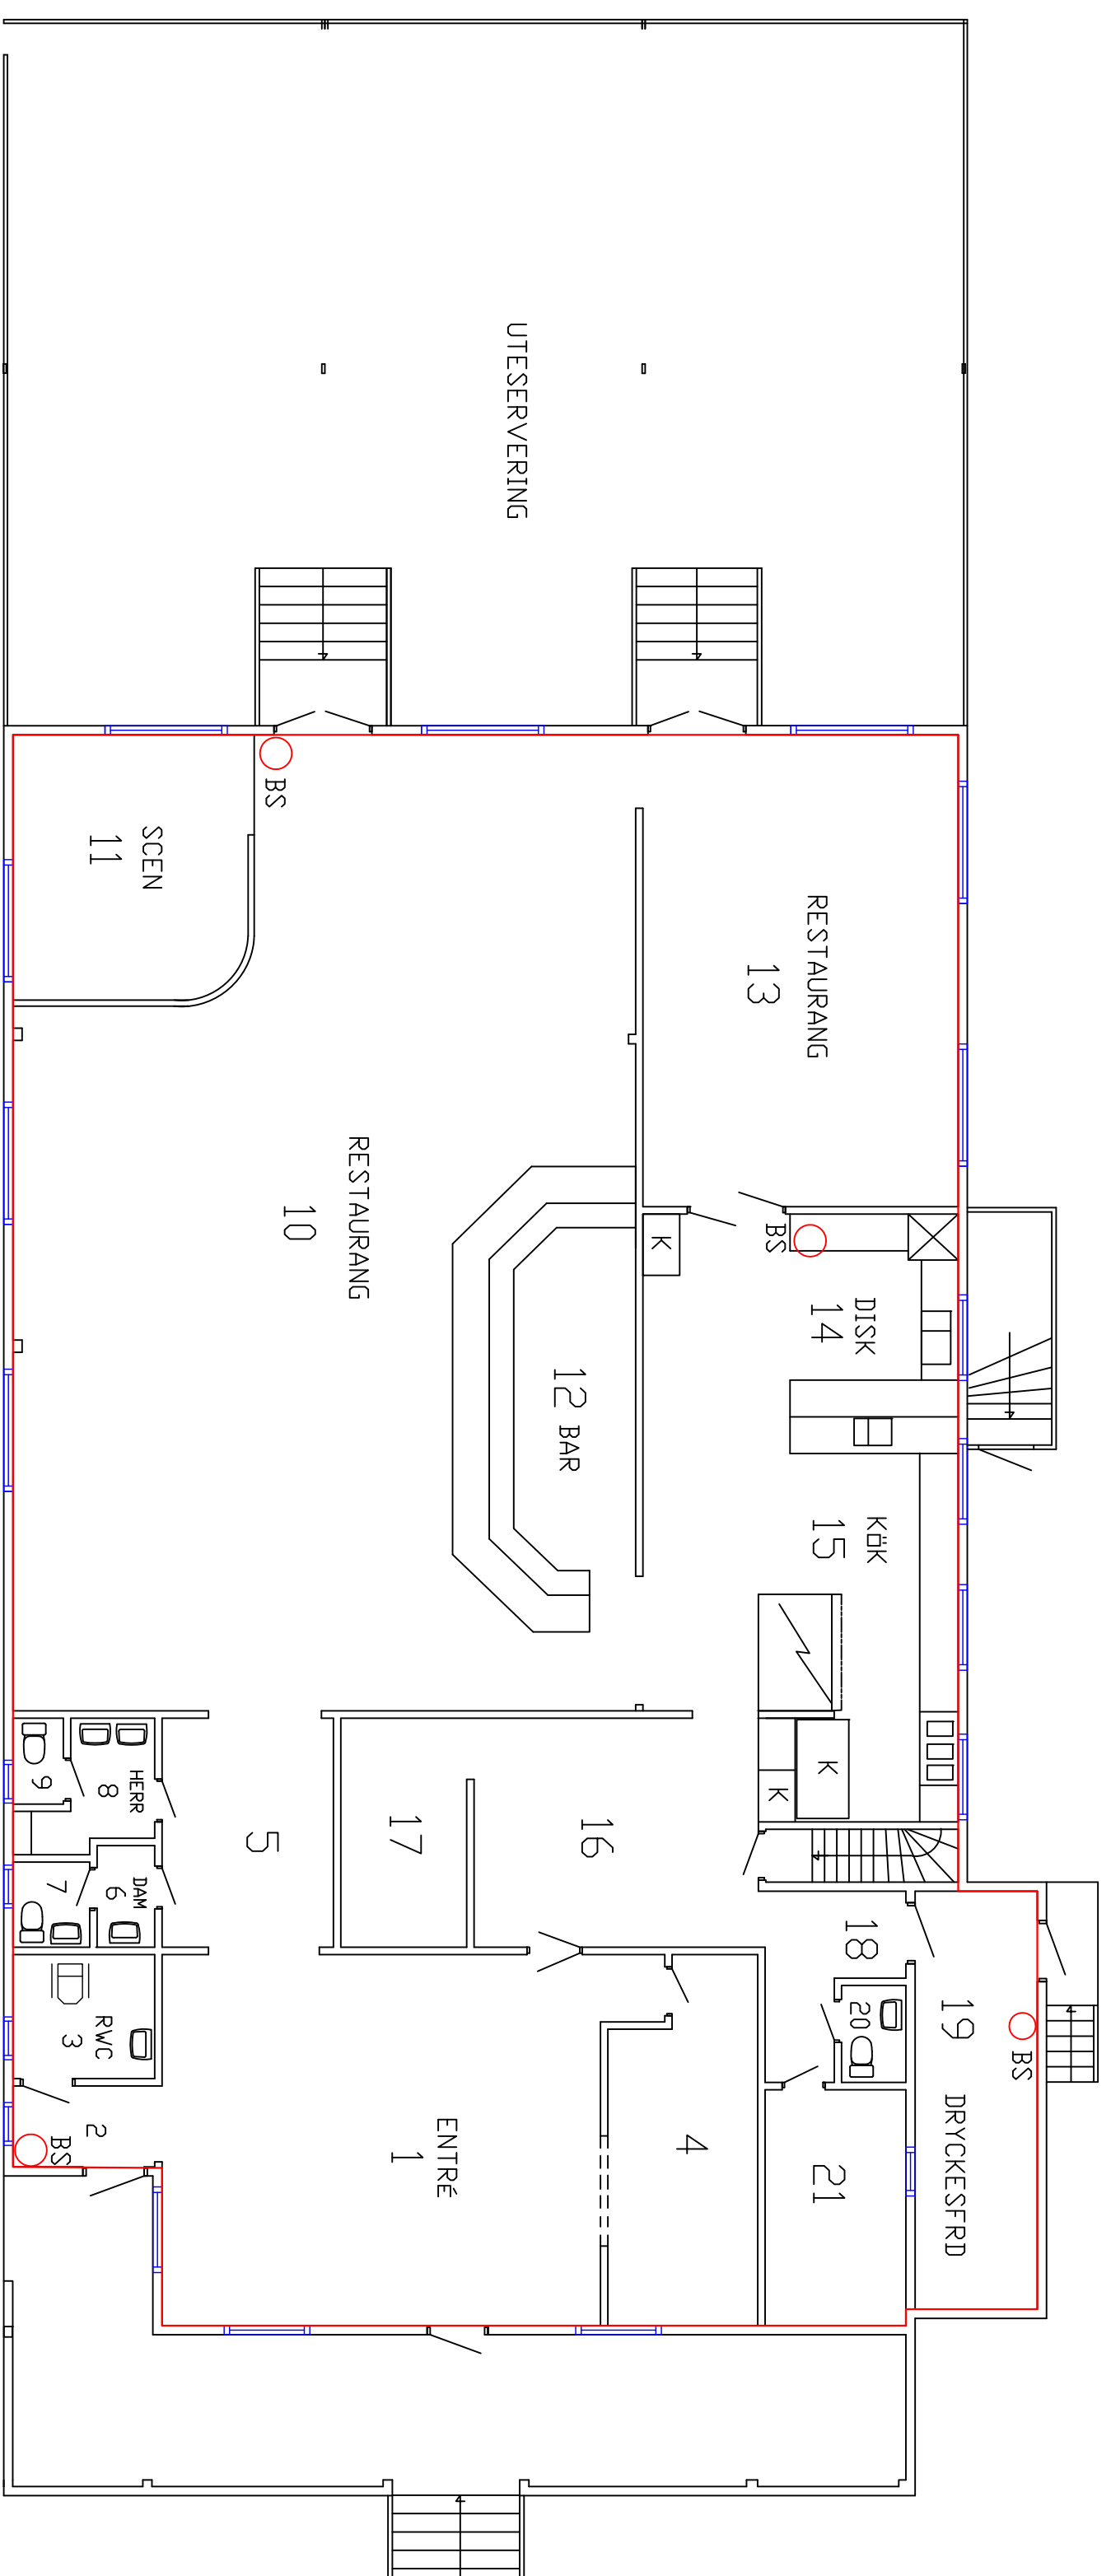 UTESERVERING
BS
SCEN
11
RESTAURANG
13
RESTAURANG
10
K
BS
DISK
14
12 BAR
KÖK
15
K
K
HERR
8
9
5
17
16
DAM
6
7
18
19
DRYCKESFRD
20
BS
RWC
3
2
BS
ENTRÉ
1
4
21